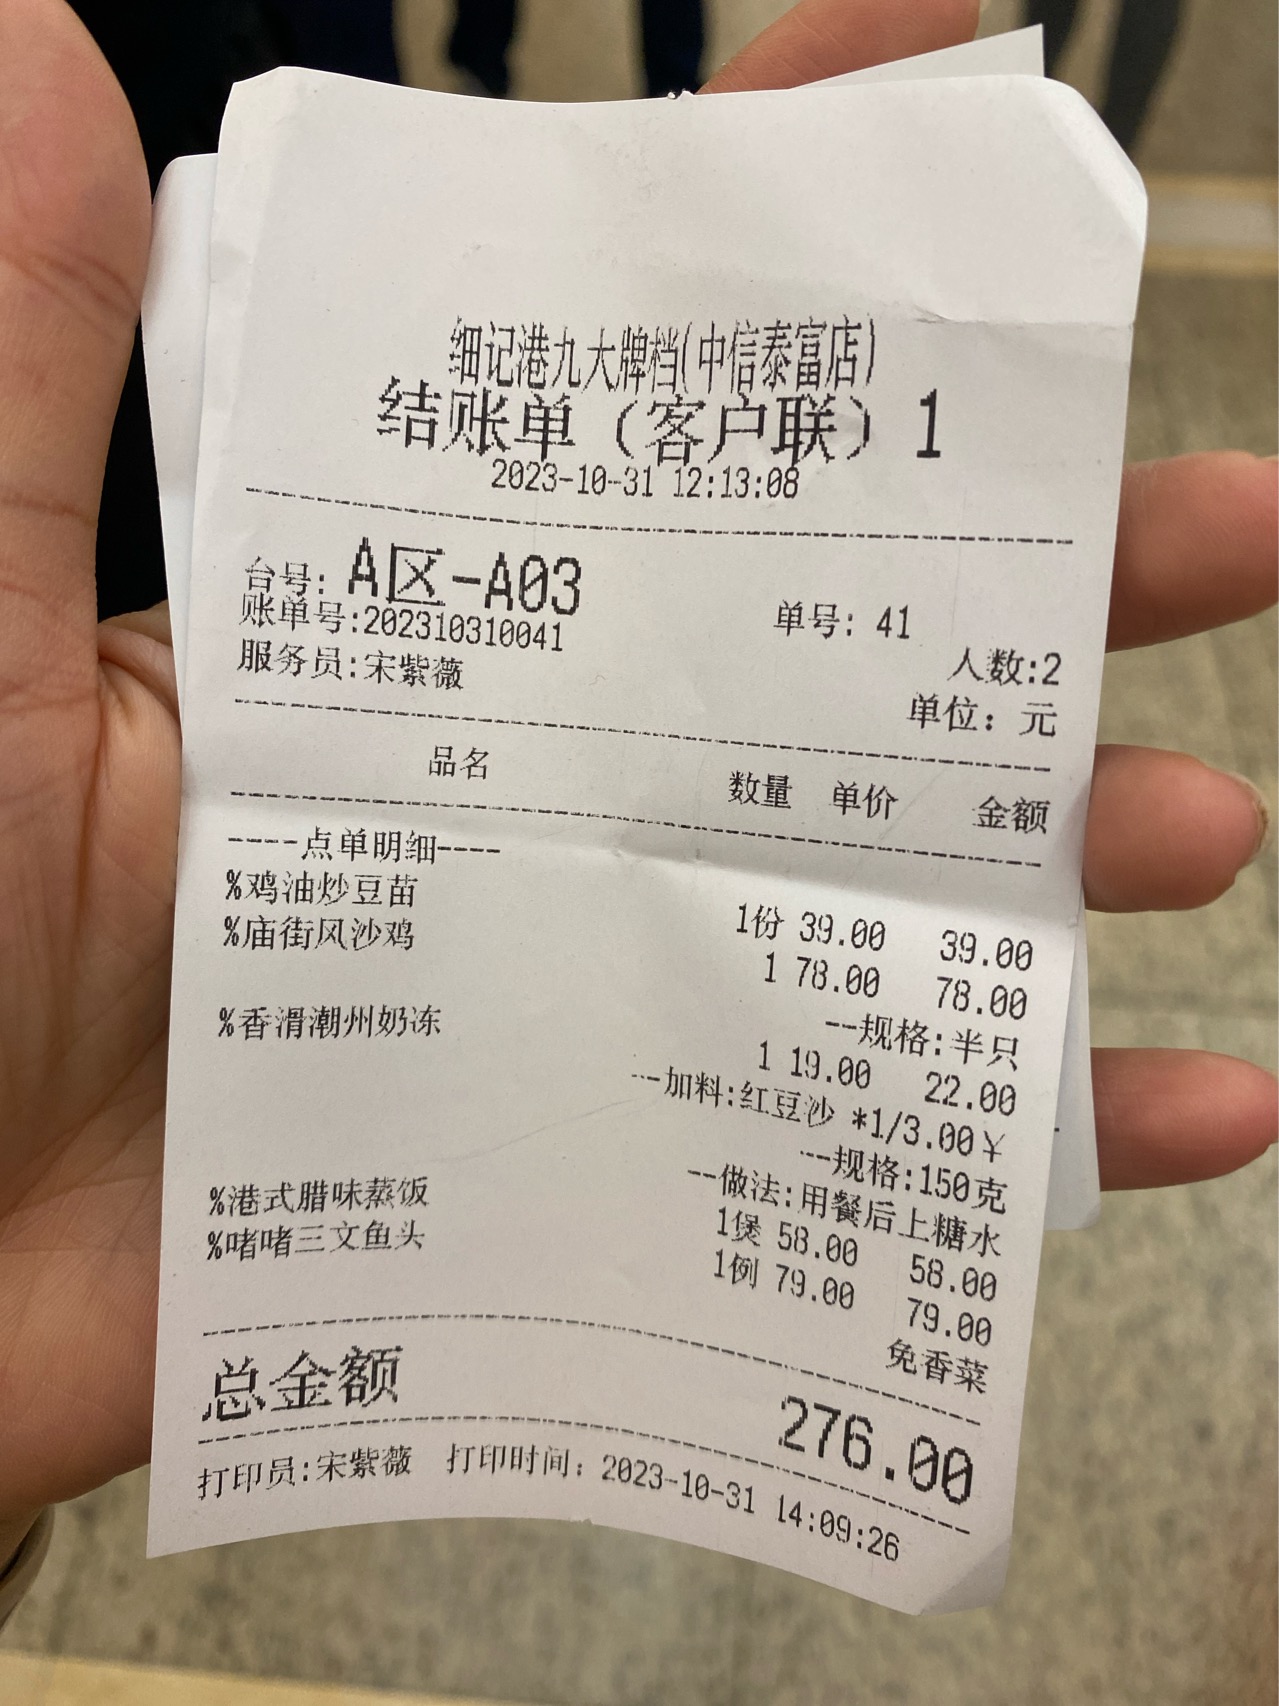 细记港九大牌档(中信泰富店)
结账单（客户联）1
2023-10-31 12:13:08
台号: A区-A03 单号: 41
账单号:202310310041 人数:2
服务员:宋紫薇 单位: 元
品名 数量 单价 金额
----点单明细----
%鸡油炒豆苗 1份 39.00 39.00
%庙街风沙鸡 1 78.00 78.00
--规格:半只
%香滑潮州奶冻 1 19.00 22.00
--加料:红豆沙 *1/3.00￥
--规格:150克
--做法:用餐后上糖水
%港式腊味蒸饭 1煲 58.00 58.00
%啫啫三文鱼头 1例 79.00 79.00
免香菜
总金额 276.00
打印员:宋紫薇 打印时间: 2023-10-31 14:09:26